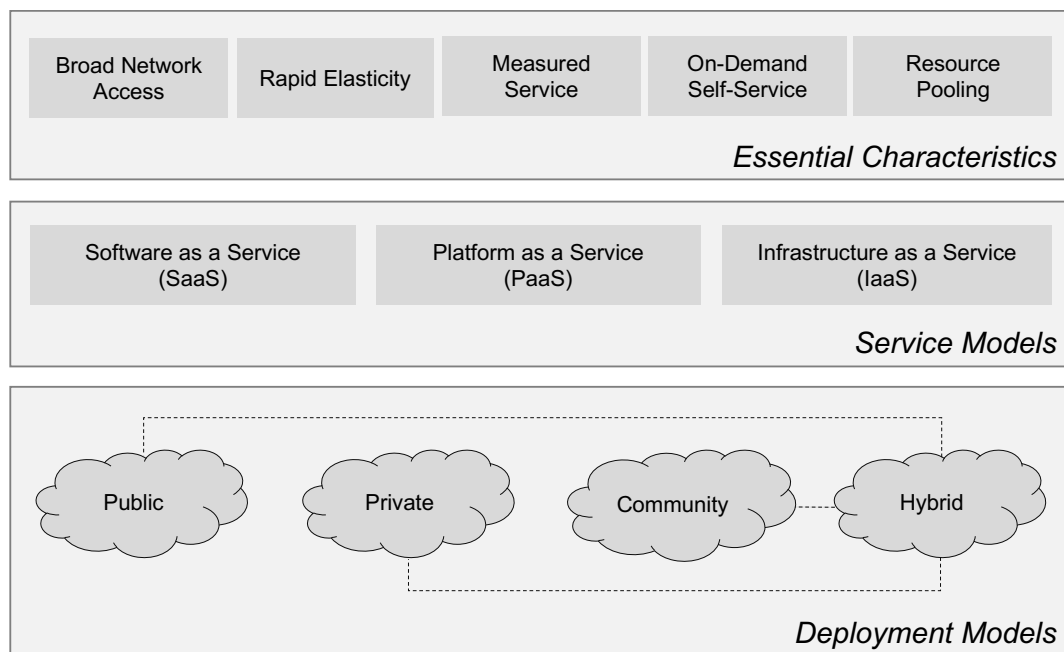 Broad Network
Access
Rapid Elasticity
Measured
Service
On-Demand
Self-Service
Resource
Pooling
Essential Characteristics
Software as a Service
(SaaS)
Platform as a Service
(PaaS)
Infrastructure as a Service
(IaaS)
Service Models
Public
Private
Community
Hybrid
Deployment Models